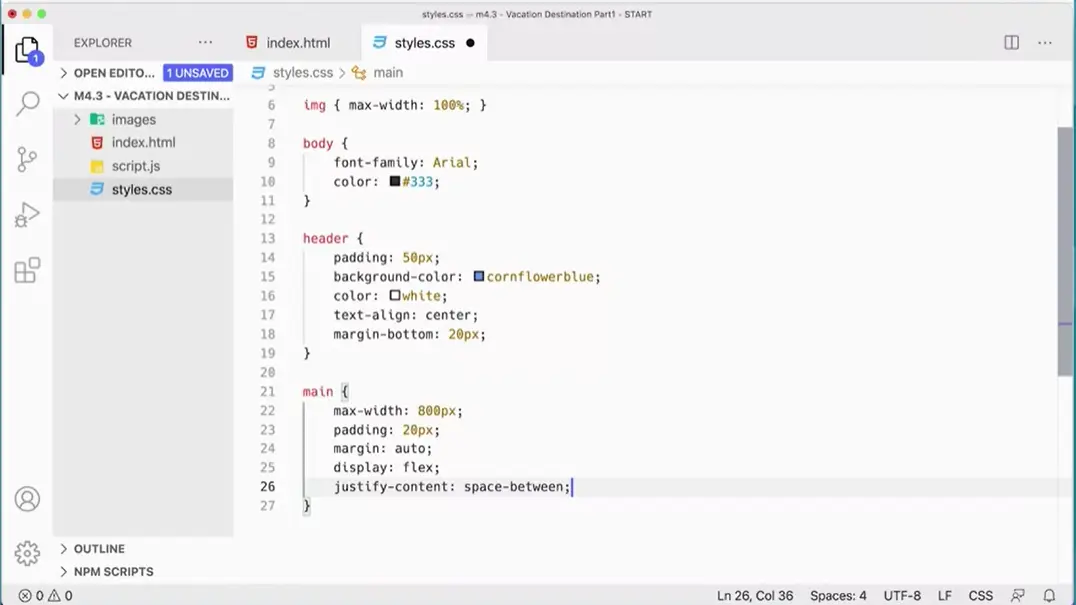 styles.css — m4.3 - Vacation Destination Part1 - START
EXPLORER ···
index.html
styles.css ●
···
1
OPEN EDITO... 1 UNSAVED
styles.css > main
M4.3 - VACATION DESTIN...
images
index.html
script.js
styles.css
5
6 img { max-width: 100%; }
7
8 body {
9 font-family: Arial;
10 color: #333;
11 }
12
13 header {
14 padding: 50px;
15 background-color: cornflowerblue;
16 color: white;
17 text-align: center;
18 margin-bottom: 20px;
19 }
20
21 main {
22 max-width: 800px;
23 padding: 20px;
24 margin: auto;
25 display: flex;
26 justify-content: space-between;
27 }
OUTLINE
NPM SCRIPTS
0 0 Ln 26, Col 36 Spaces: 4 UTF-8 LF CSS